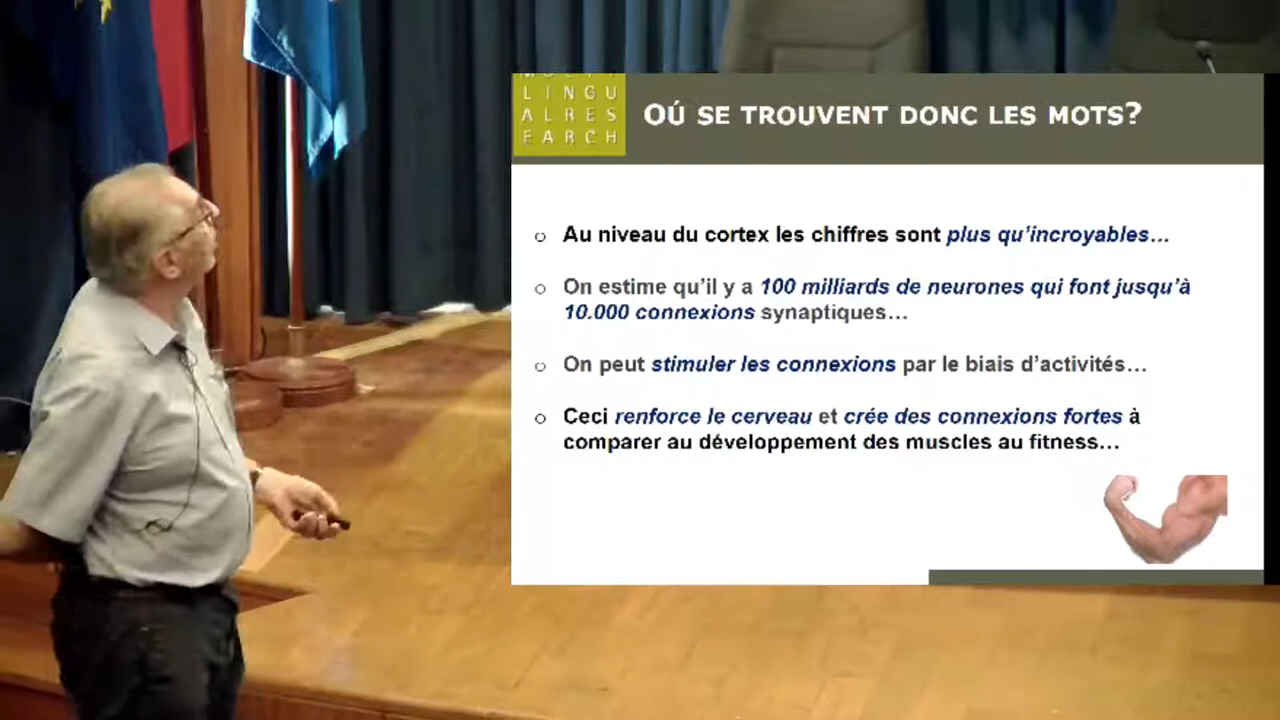 LINGU
ALRES
EARCH
OÚ SE TROUVENT DONC LES MOTS?
Au niveau du cortex les chiffres sont plus qu'incroyables…
On estime qu'il y a 100 milliards de neurones qui font jusqu'à
10.000 connexions synaptiques…
On peut stimuler les connexions par le biais d'activités…
Ceci renforce le cerveau et crée des connexions fortes à
comparer au développement des muscles au fitness…